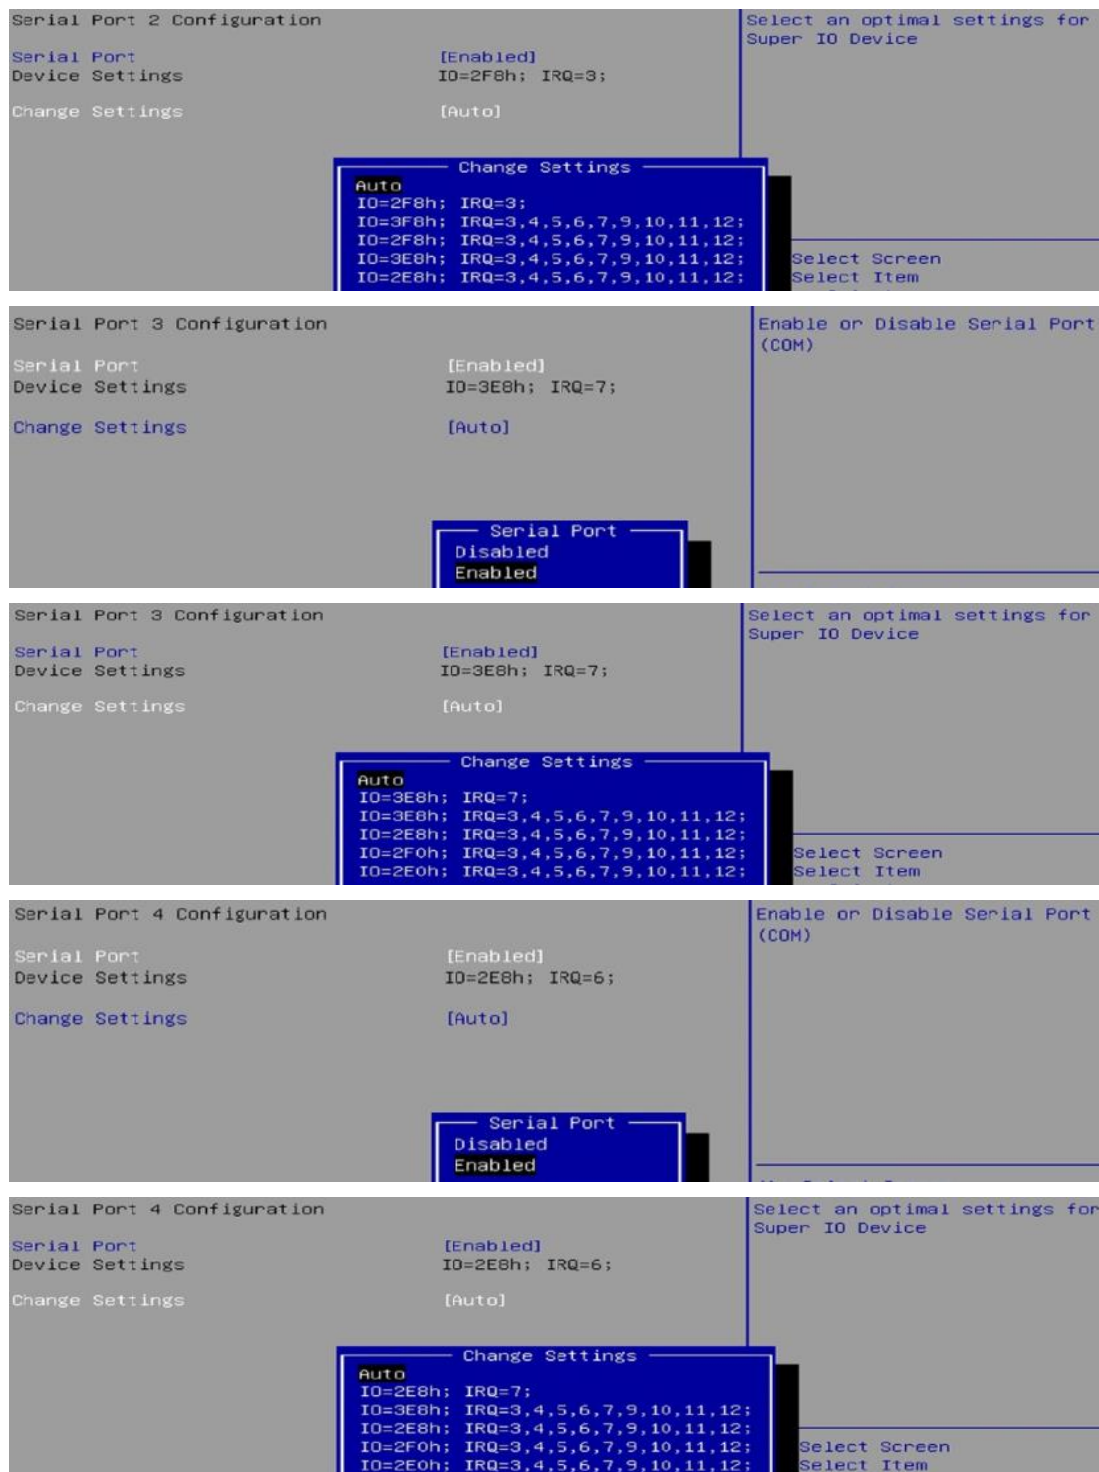 Serial Port 2 Configuration
Select an optimal settings for
Super IO Device
Serial Port [Enabled]
Device Settings IO=2F8h; IRQ=3;
Change Settings [Auto]
Change Settings
Auto
IO=2F8h; IRQ=3;
IO=3F8h; IRQ=3,4,5,6,7,9,10,11,12;
IO=2F8h; IRQ=3,4,5,6,7,9,10,11,12;
IO=3E8h; IRQ=3,4,5,6,7,9,10,11,12;
IO=2E8h; IRQ=3,4,5,6,7,9,10,11,12;
Select Screen
Select Item
Serial Port 3 Configuration
Enable or Disable Serial Port
(COM)
Serial Port [Enabled]
Device Settings IO=3E8h; IRQ=7;
Change Settings [Auto]
Serial Port
Disabled
Enabled
Serial Port 3 Configuration
Select an optimal settings for
Super IO Device
Serial Port [Enabled]
Device Settings IO=3E8h; IRQ=7;
Change Settings [Auto]
Change Settings
Auto
IO=3E8h; IRQ=7;
IO=3E8h; IRQ=3,4,5,6,7,9,10,11,12;
IO=2E8h; IRQ=3,4,5,6,7,9,10,11,12;
IO=2F0h; IRQ=3,4,5,6,7,9,10,11,12;
IO=2E0h; IRQ=3,4,5,6,7,9,10,11,12;
Select Screen
Select Item
Serial Port 4 Configuration
Enable or Disable Serial Port
(COM)
Serial Port [Enabled]
Device Settings IO=2E8h; IRQ=6;
Change Settings [Auto]
Serial Port
Disabled
Enabled
Serial Port 4 Configuration
Select an optimal settings for
Super IO Device
Serial Port [Enabled]
Device Settings IO=2E8h; IRQ=6;
Change Settings [Auto]
Change Settings
Auto
IO=2E8h; IRQ=7;
IO=3E8h; IRQ=3,4,5,6,7,9,10,11,12;
IO=2E8h; IRQ=3,4,5,6,7,9,10,11,12;
IO=2F0h; IRQ=3,4,5,6,7,9,10,11,12;
IO=2E0h; IRQ=3,4,5,6,7,9,10,11,12;
Select Screen
Select Item